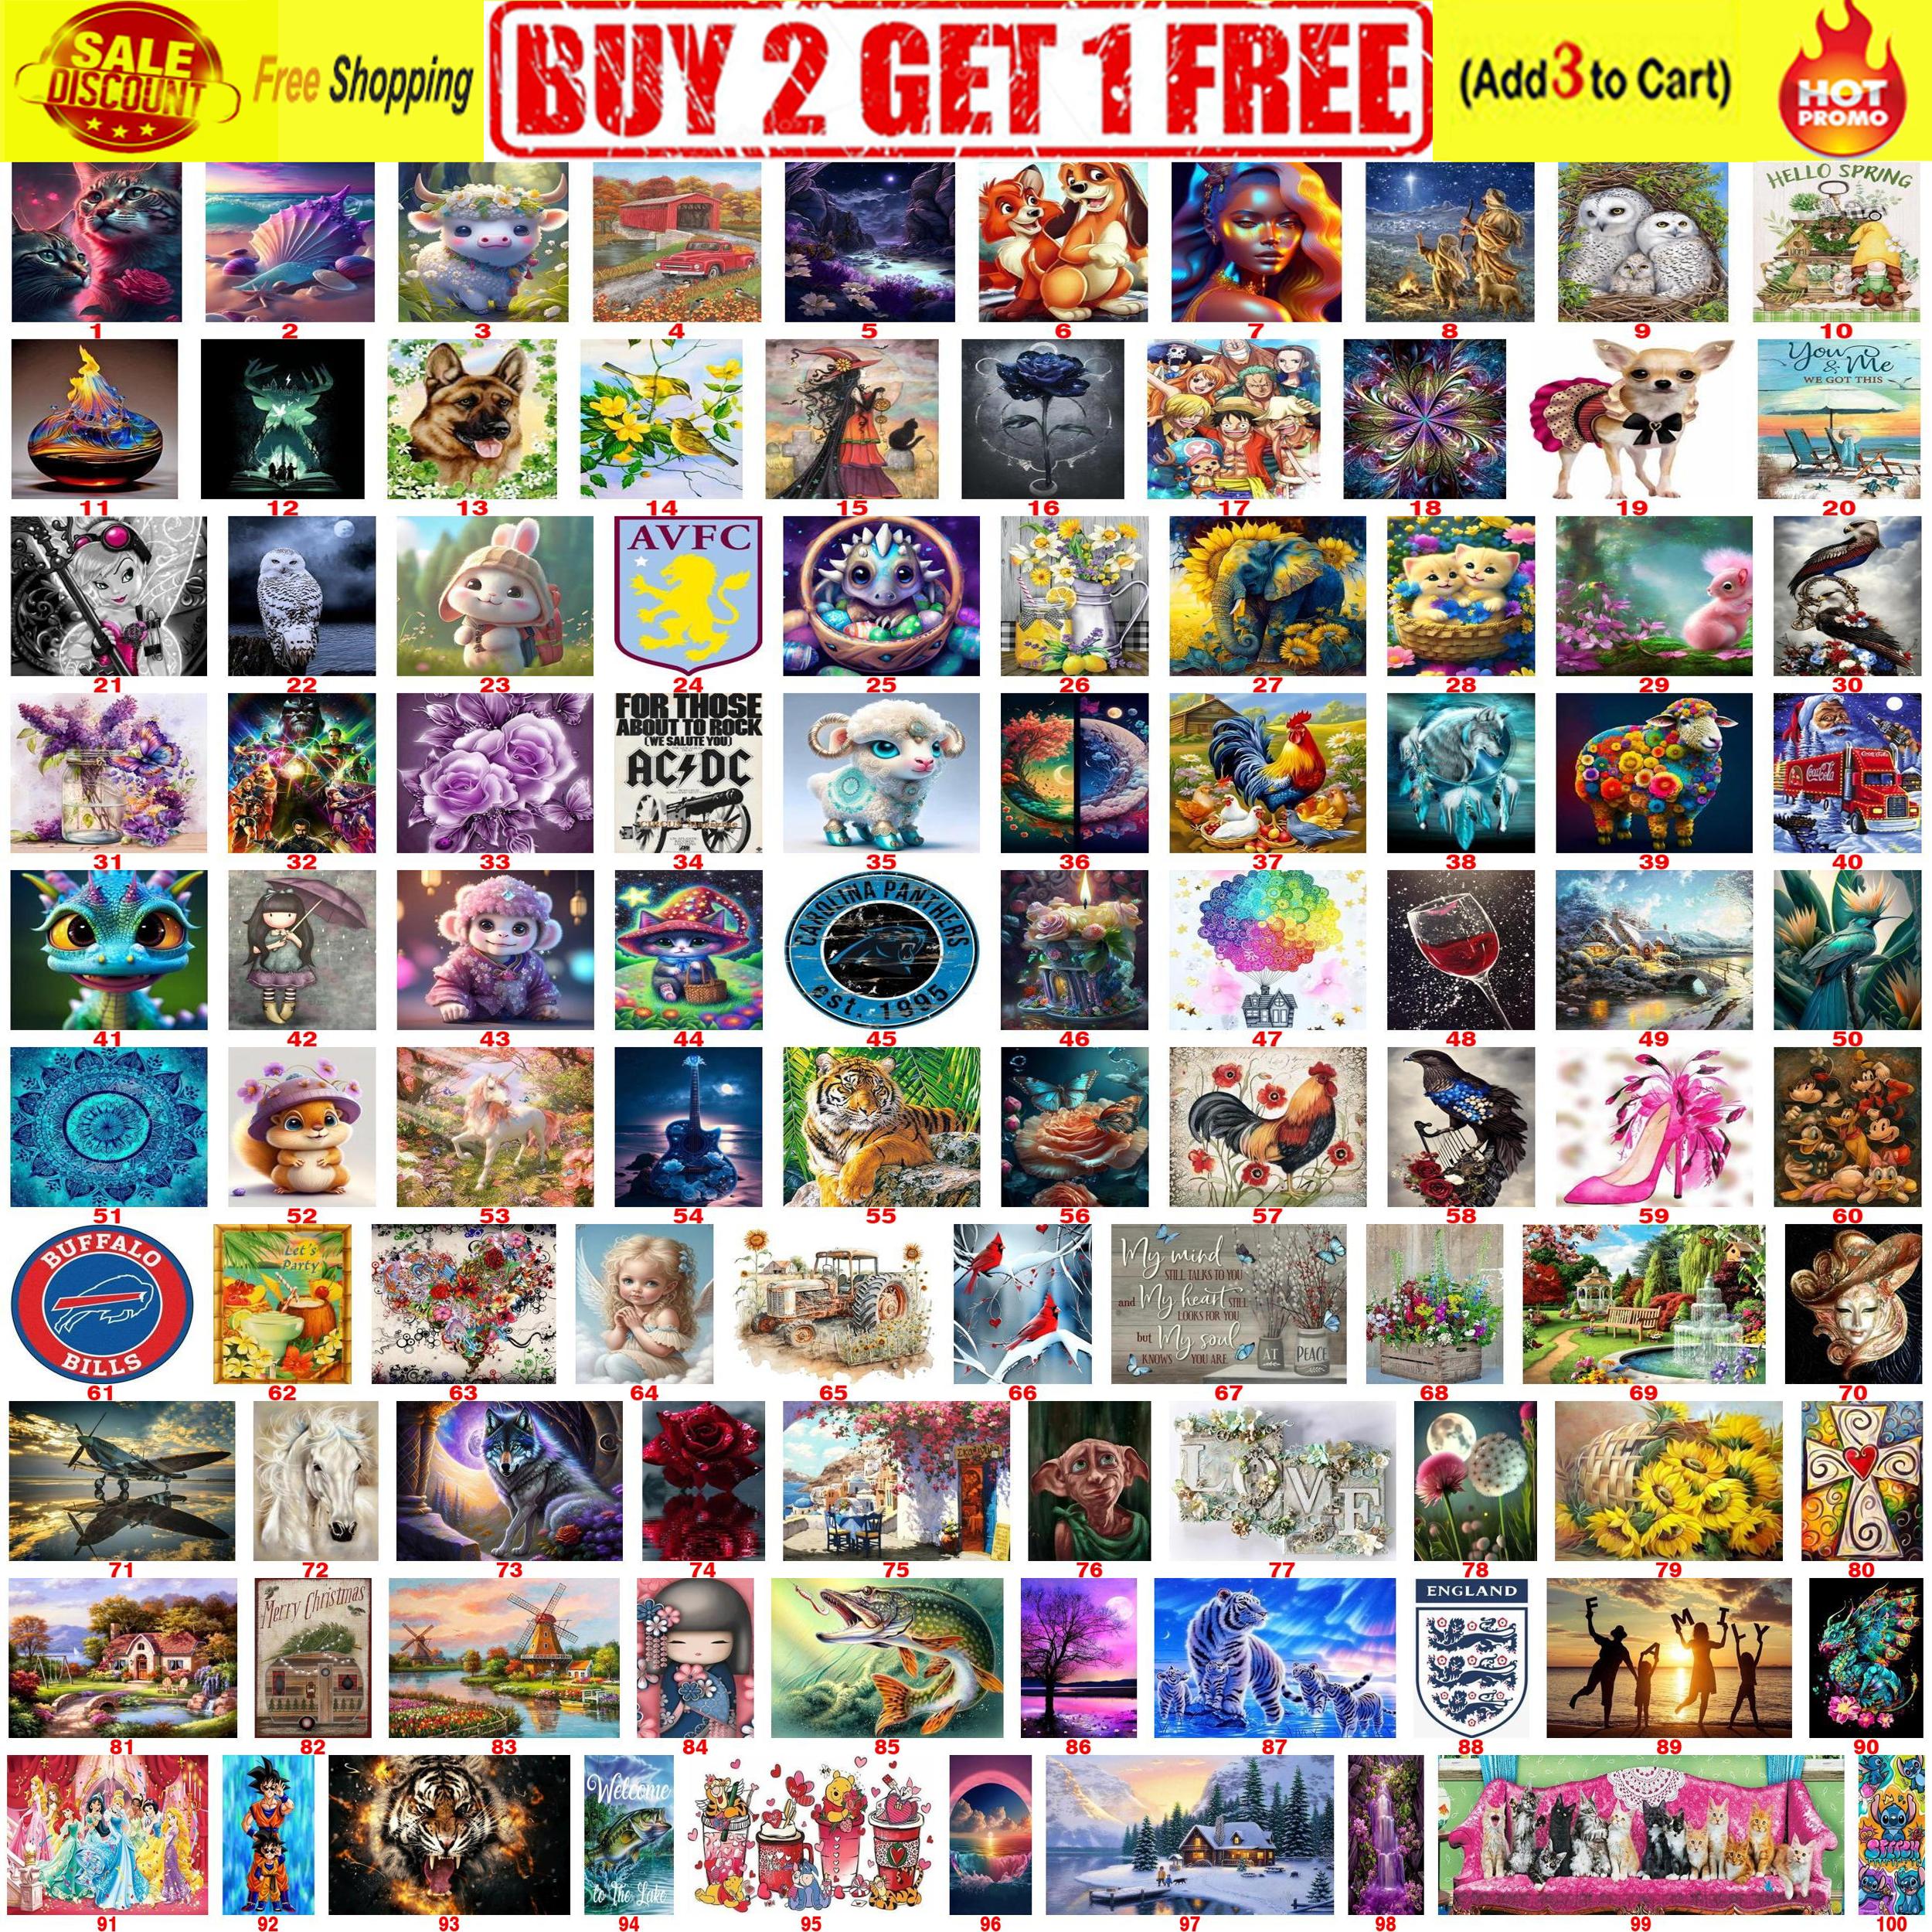 SALE
DISCOUNT
Free Shopping
BUY 2 GET 1 FREE
(Add 3 to Cart)
HOT
PROMO
HELLO SPRING
1 2 3 4 5 6 7 8 9 10
You
& Me
WE GOT THIS
11 12 13 14 15 16 17 18 19 20
AVFC
21 22 23 24 25 26 27 28 29 30
FOR THOSE
ABOUT TO ROCK
(WE SALUTE YOU)
AC DC
Coca-Cola
31 32 33 34 35 36 37 38 39 40
CAROLINA PANTHERS
est. 1995
41 42 43 44 45 46 47 48 49 50
51 52 53 54 55 56 57 58 59 60
BUFFALO
BILLS
Let's
Party
My mind
STILL TALKS TO YOU
and My heart STILL
LOOKS FOR YOU
but My soul
KNOWS YOU ARE
AT PEACE
61 62 63 64 65 66 67 68 69 70
LOVE
71 72 73 74 75 76 77 78 79 80
Merry Christmas
ENGLAND
FAMILY
81 82 83 84 85 86 87 88 89 90
Welcome
to The Lake
STITCH
91 92 93 94 95 96 97 98 99 100